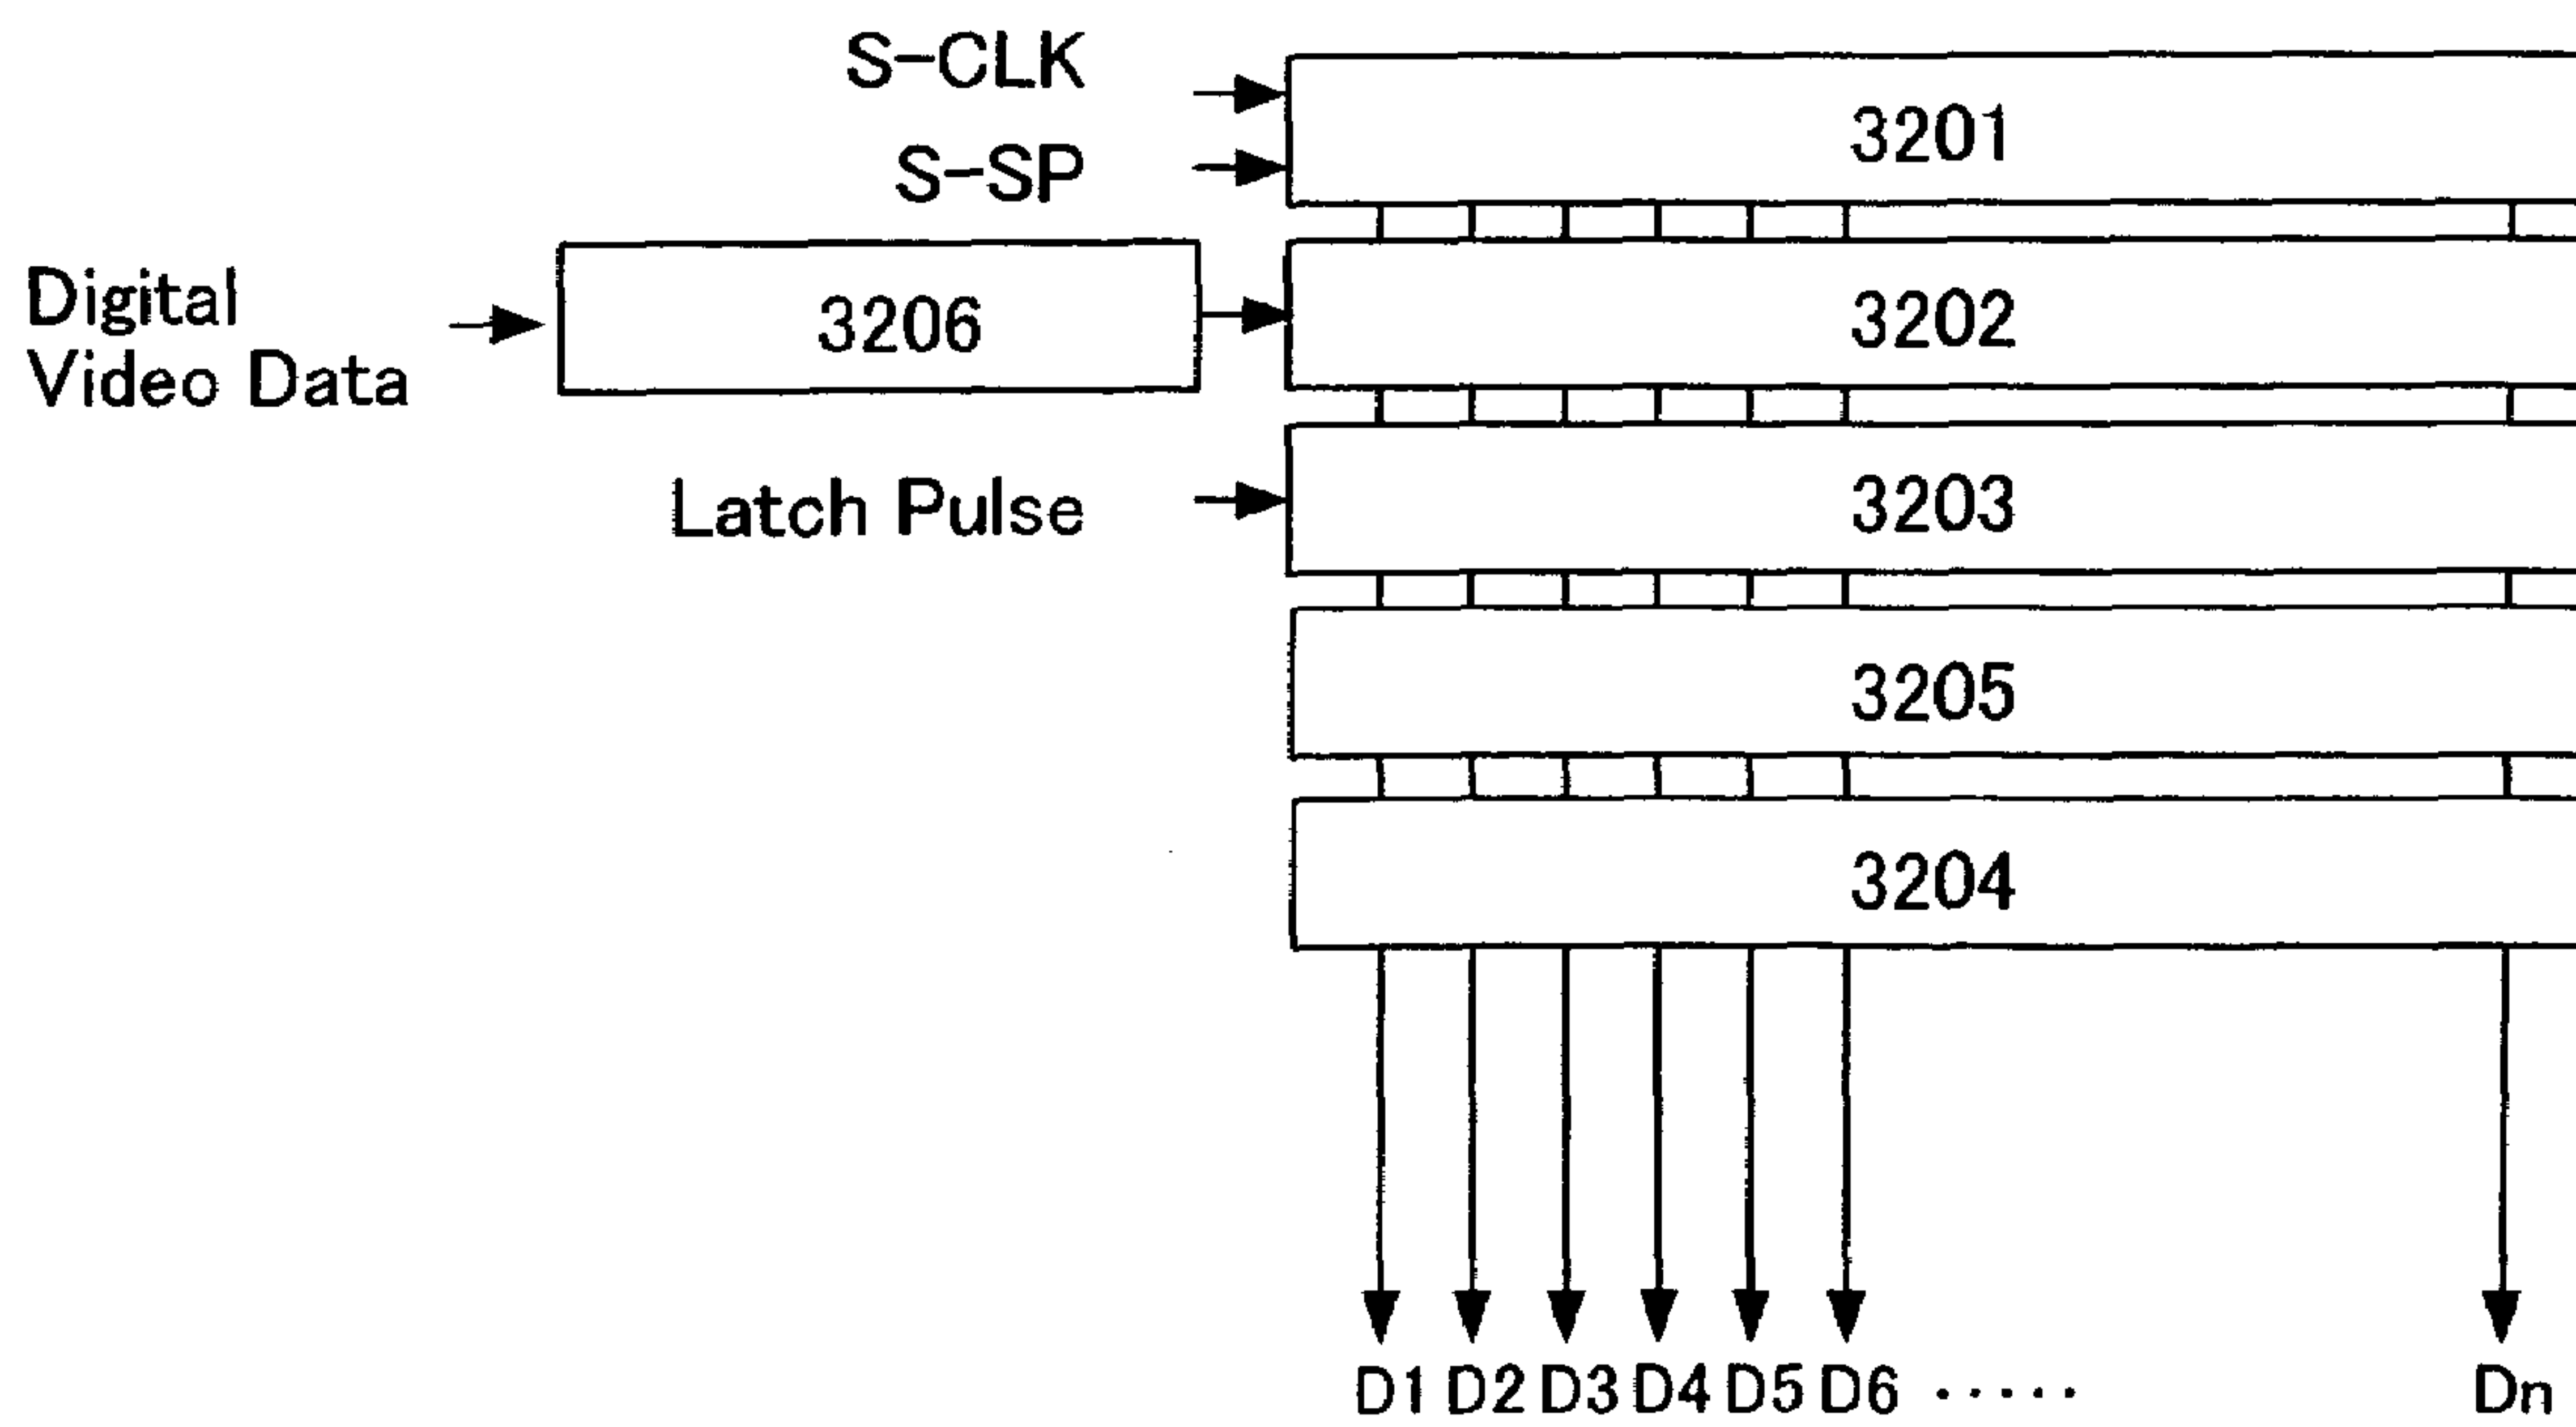 S-CLK
3201
S-SP
Digital
Video Data
3206
3202
Latch Pulse
3203
3205
3204
D1 D2 D3 D4 D5 D6 ····· Dn